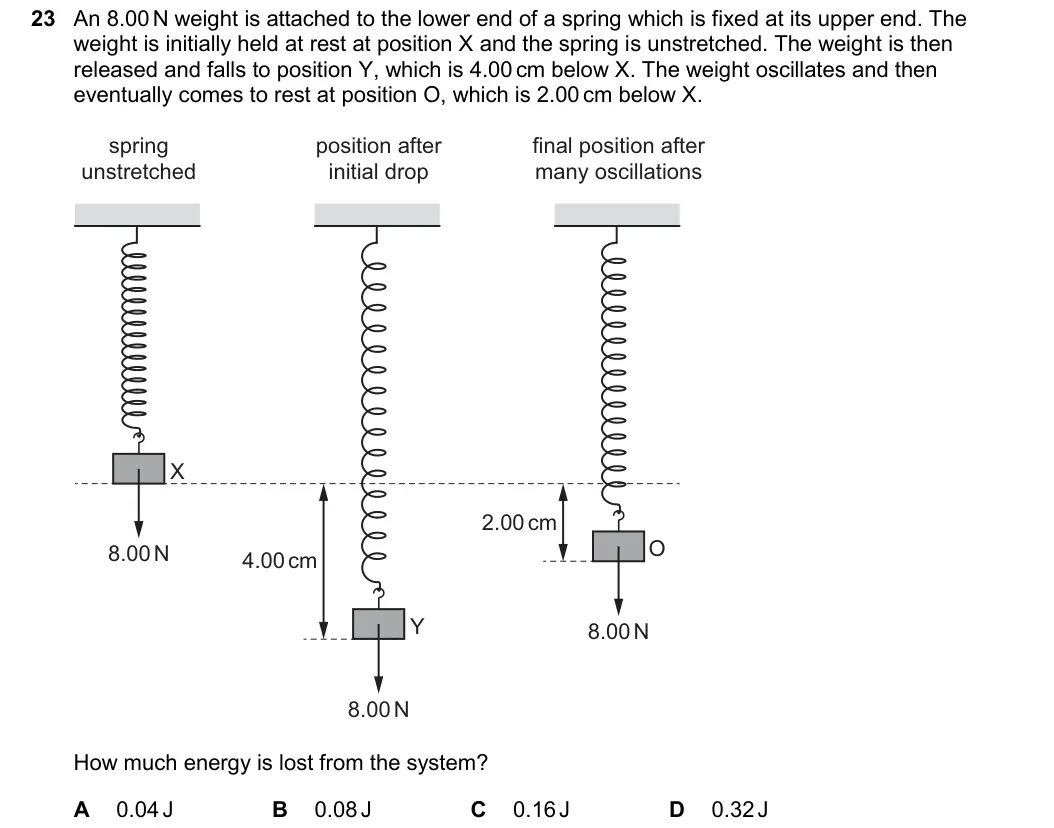 23 An 8.00 N weight is attached to the lower end of a spring which is fixed at its upper end. The
weight is initially held at rest at position X and the spring is unstretched. The weight is then
released and falls to position Y, which is 4.00 cm below X. The weight oscillates and then
eventually comes to rest at position O, which is 2.00 cm below X.
spring
unstretched
position after
initial drop
final position after
many oscillations
X
8.00 N
4.00 cm
Y
8.00 N
2.00 cm
O
8.00 N
How much energy is lost from the system?
A 0.04 J B 0.08 J C 0.16 J D 0.32 J